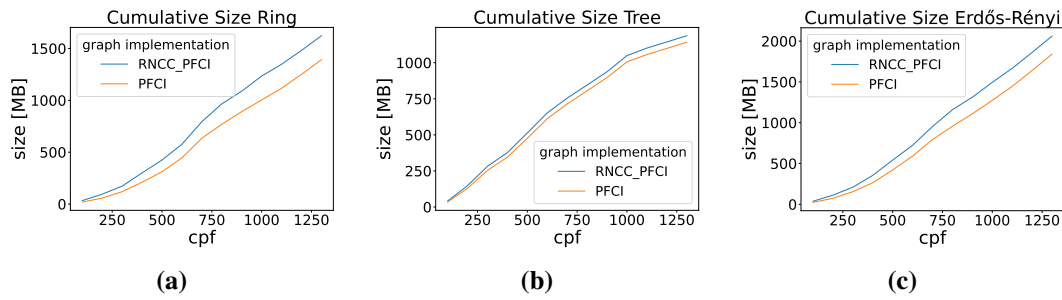 Cumulative Size Ring
size [MB]
1500
1000
500
0
graph implementation
RNCC_PFCI
PFCI
250 500 750 1000 1250
cpf
(a)
Cumulative Size Tree
size [MB]
1000
750
500
250
0
graph implementation
RNCC_PFCI
PFCI
250 500 750 1000 1250
cpf
(b)
Cumulative Size Erdős-Rényi
size [MB]
2000
1500
1000
500
0
graph implementation
RNCC_PFCI
PFCI
250 500 750 1000 1250
cpf
(c)